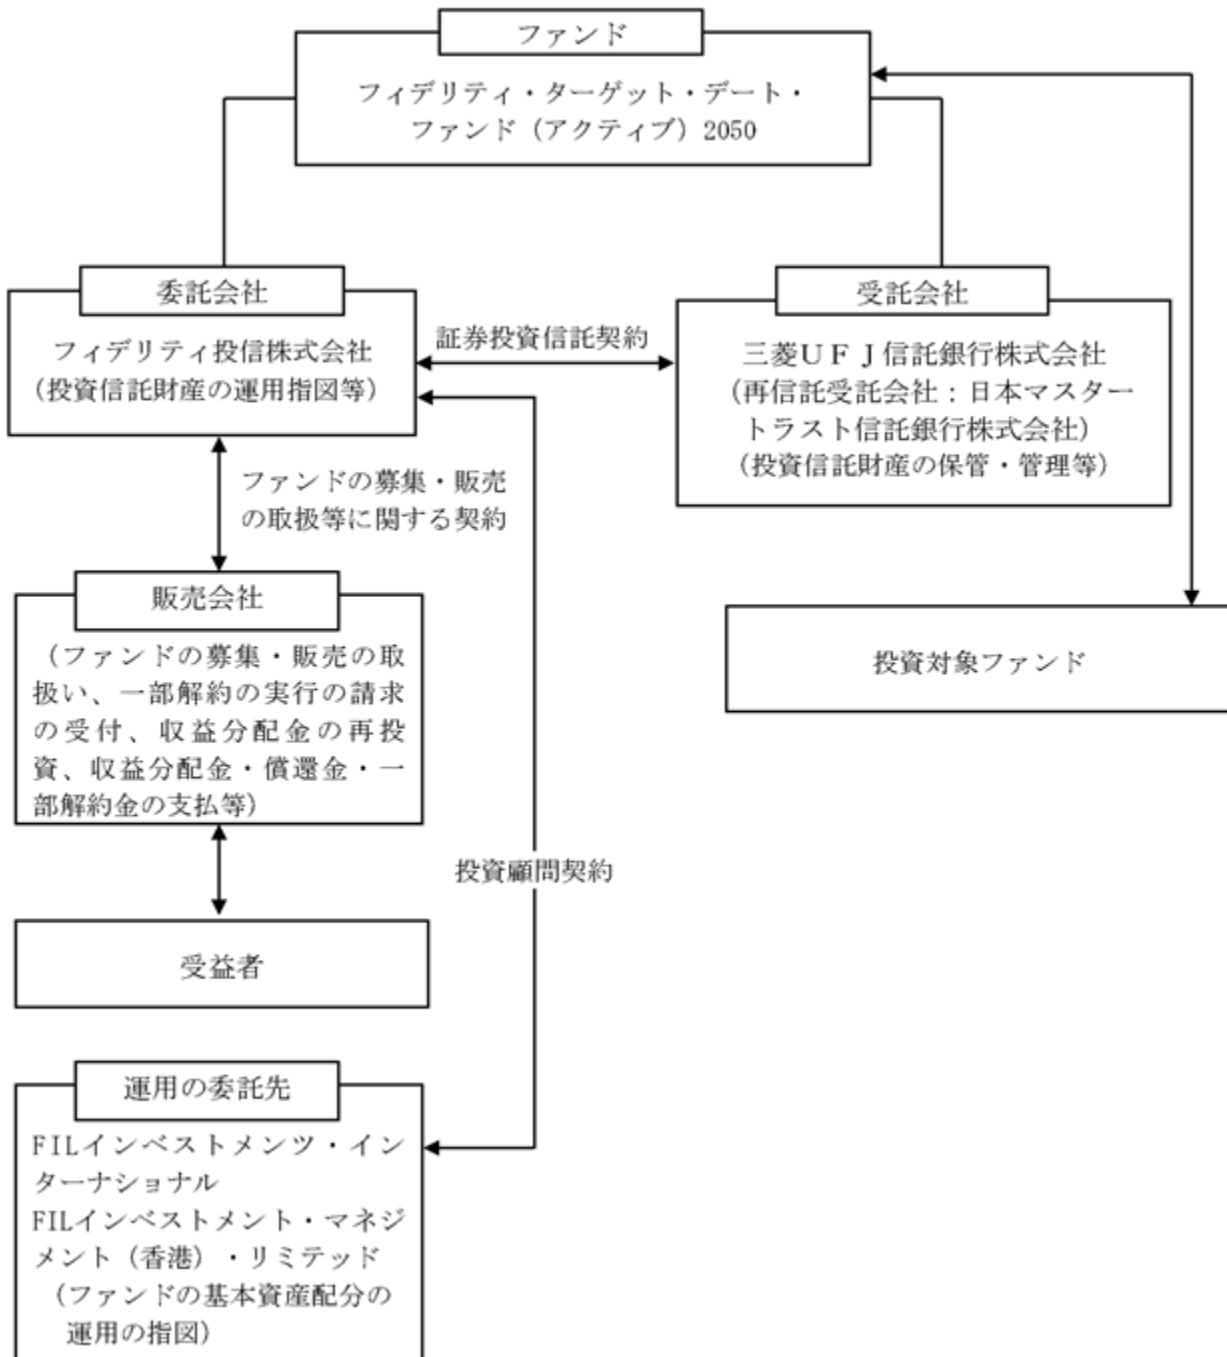 ファンド
フィデリティ・ターゲット・デート・
ファンド（アクティブ）2050
委託会社
フィデリティ投信株式会社
（投資信託財産の運用指図等）
証券投資信託契約
受託会社
三菱ＵＦＪ信託銀行株式会社
（再信託受託会社：日本マスター
トラスト信託銀行株式会社）
（投資信託財産の保管・管理等）
ファンドの募集・販売
の取扱等に関する契約
販売会社
（ファンドの募集・販売の取
扱い、一部解約の実行の請求
の受付、収益分配金の再投
資、収益分配金・償還金・一
部解約金の支払等）
投資対象ファンド
投資顧問契約
受益者
運用の委託先
FILインベストメンツ・イン
ターナショナル
FILインベストメント・マネジ
メント（香港）・リミテッド
（ファンドの基本資産配分の
運用の指図）